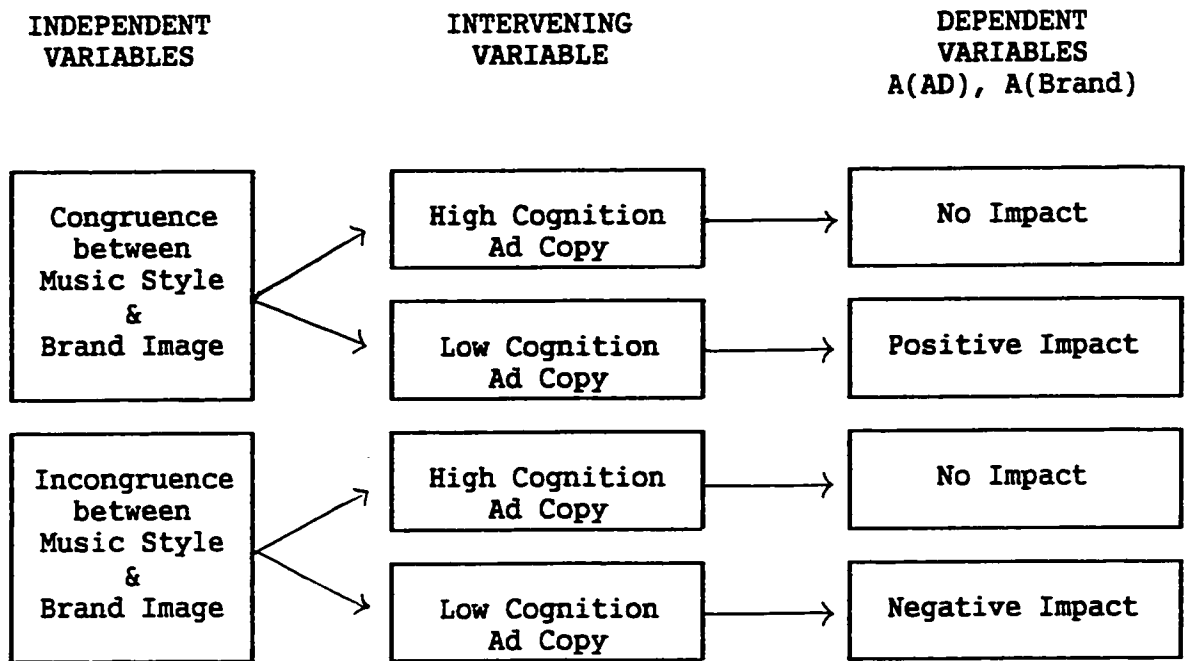 INDEPENDENT
VARIABLES
INTERVENING
VARIABLE
DEPENDENT
VARIABLES
A(AD), A(Brand)
Congruence
between
Music Style
&
Brand Image
High Cognition
Ad Copy
No Impact
Low Cognition
Ad Copy
Positive Impact
Incongruence
between
Music Style
&
Brand Image
High Cognition
Ad Copy
No Impact
Low Cognition
Ad Copy
Negative Impact